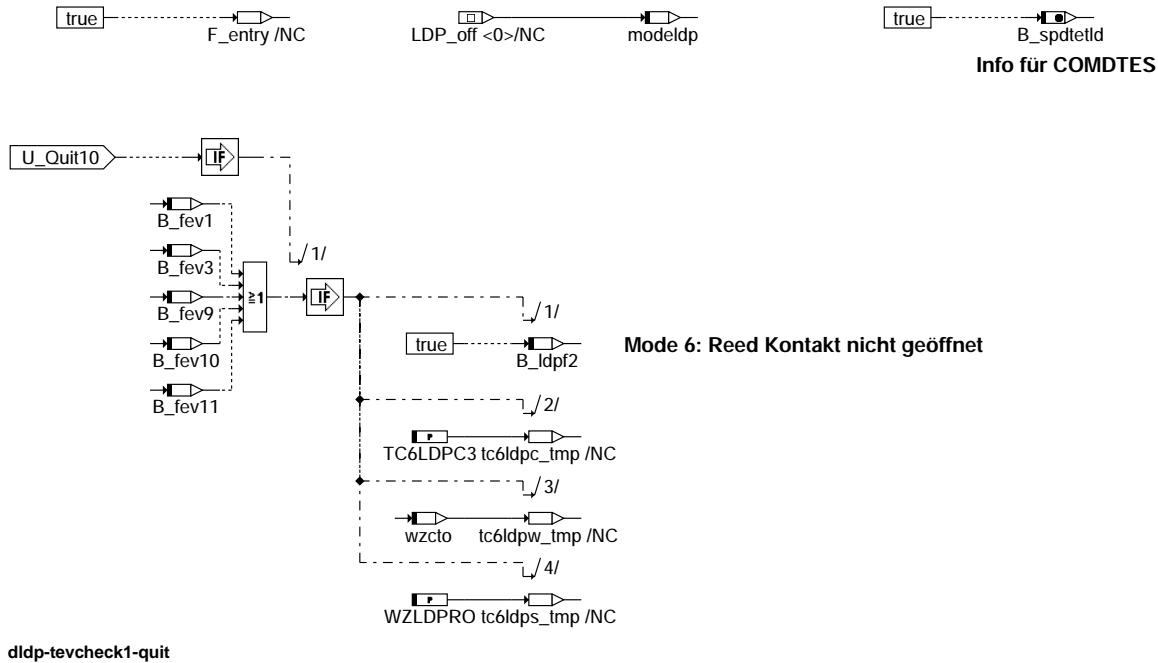 true
F_entry /NC
LDP_off <0>/NC
modeldp
true
B_spdtetld
Info für COMDTES
U_Quit10
IF
B_fev1
/1/
B_fev3
≥1
IF
B_fev9
/1/
true
B_ldpf2
Mode 6: Reed Kontakt nicht geöffnet
B_fev10
B_fev11
/2/
P
TC6LDPC3 tc6ldpc_tmp /NC
/3/
wzcto
tc6ldpw_tmp /NC
/4/
P
WZLDPRO tc6ldps_tmp /NC
dldp-tevcheck1-quit